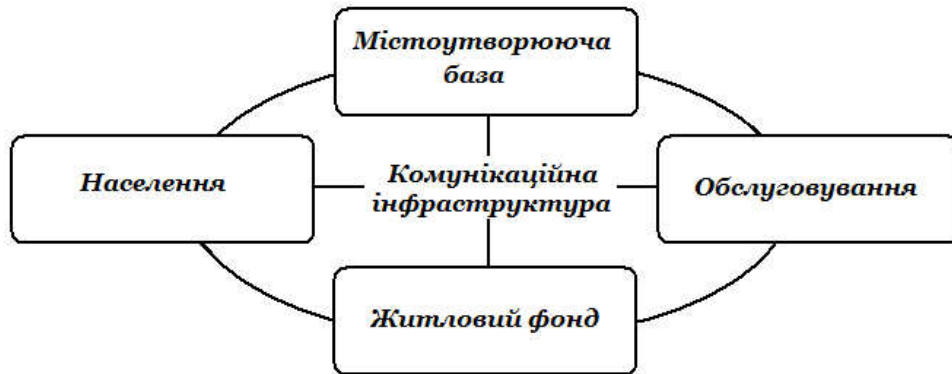 Містоутворююча
база
Населення
Комунікаційна
інфраструктура
Обслуговування
Житловий фонд